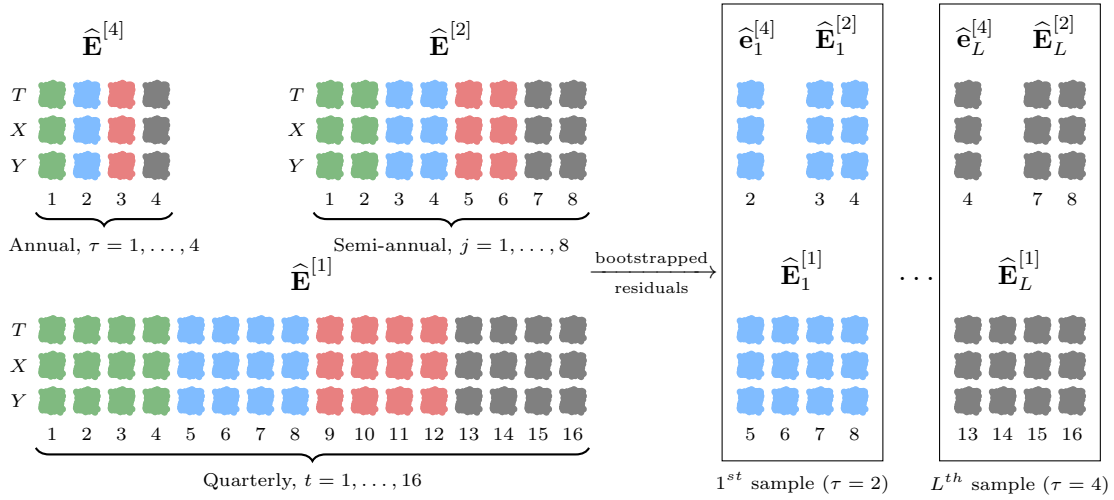 Ê^[4]
T
X
Y
1 2 3 4
Annual, τ = 1, . . . , 4
Ê^[2]
T
X
Y
1 2 3 4 5 6 7 8
Semi-annual, j = 1, . . . , 8
Ê^[1]
T
X
Y
1 2 3 4 5 6 7 8 9 10 11 12 13 14 15 16
Quarterly, t = 1, . . . , 16
bootstrapped
residuals
ê_1^[4] Ê_1^[2]
2 3 4
Ê_1^[1]
5 6 7 8
1^st sample (τ = 2)
. . .
ê_L^[4] Ê_L^[2]
4 7 8
Ê_L^[1]
13 14 15 16
L^th sample (τ = 4)